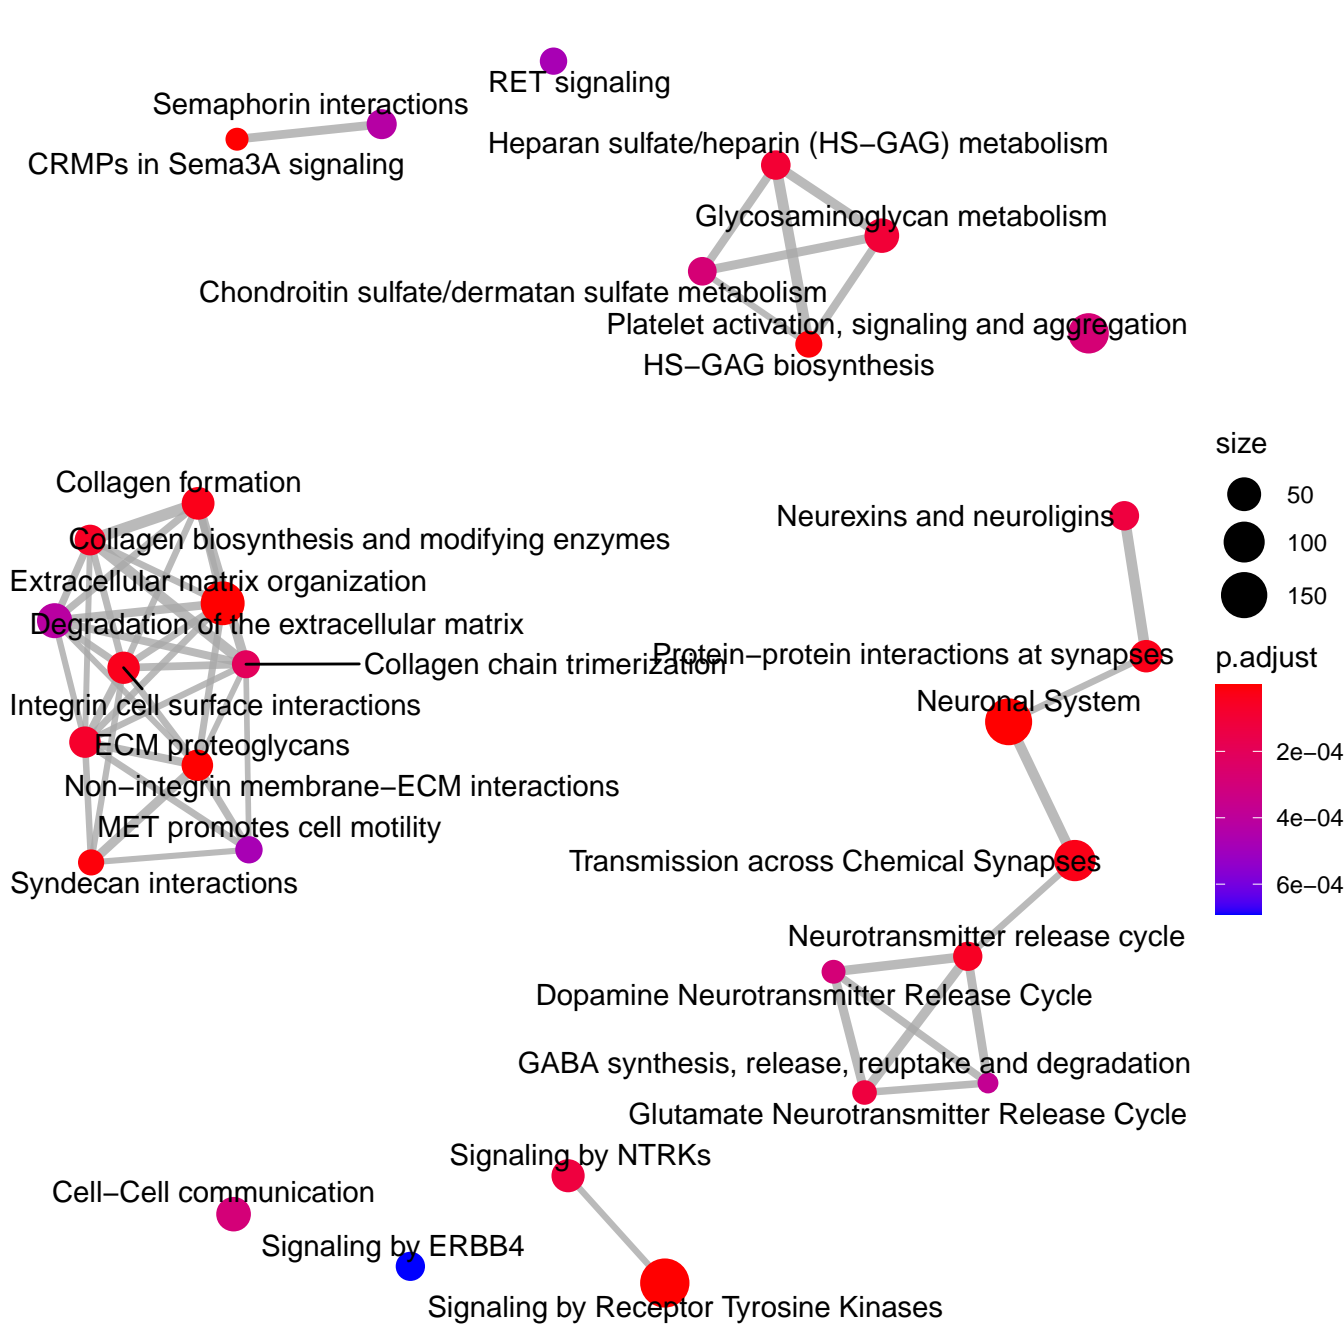 RET signaling
Semaphorin interactions
CRMPs in Sema3A signaling
Heparan sulfate/heparin (HS−GAG) metabolism
Glycosaminoglycan metabolism
Chondroitin sulfate/dermatan sulfate metabolism
Platelet activation, signaling and aggregation
HS−GAG biosynthesis
Collagen formation
Collagen biosynthesis and modifying enzymes
Extracellular matrix organization
Degradation of the extracellular matrix
Collagen chain trimerization
Integrin cell surface interactions
ECM proteoglycans
Non−integrin membrane−ECM interactions
MET promotes cell motility
Syndecan interactions
Neurexins and neuroligins
Protein−protein interactions at synapses
Neuronal System
Transmission across Chemical Synapses
Neurotransmitter release cycle
Dopamine Neurotransmitter Release Cycle
GABA synthesis, release, reuptake and degradation
Glutamate Neurotransmitter Release Cycle
Signaling by NTRKs
Cell−Cell communication
Signaling by ERBB4
Signaling by Receptor Tyrosine Kinases
size
50
100
150
p.adjust
2e−04
4e−04
6e−04